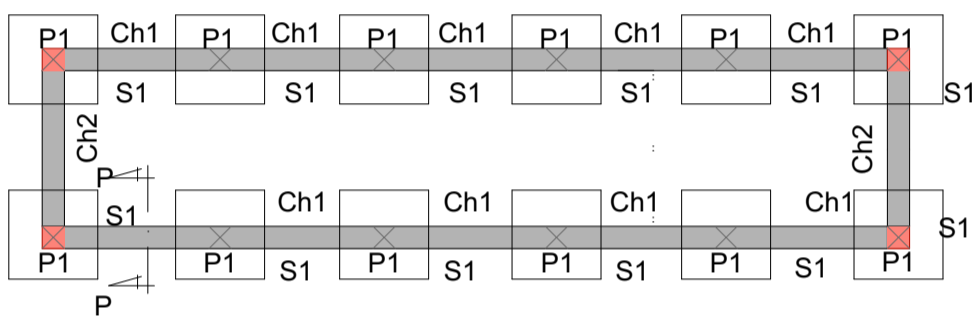 P1 Ch1 P1 Ch1 P1 Ch1 P1 Ch1 P1 Ch1 P1
S1 S1 S1 S1 S1 S1
Ch2 Ch2
P
S1 Ch1 Ch1 Ch1 Ch1 S1
P1 P1 S1 P1 S1 P1 S1 P1 S1 P1
P